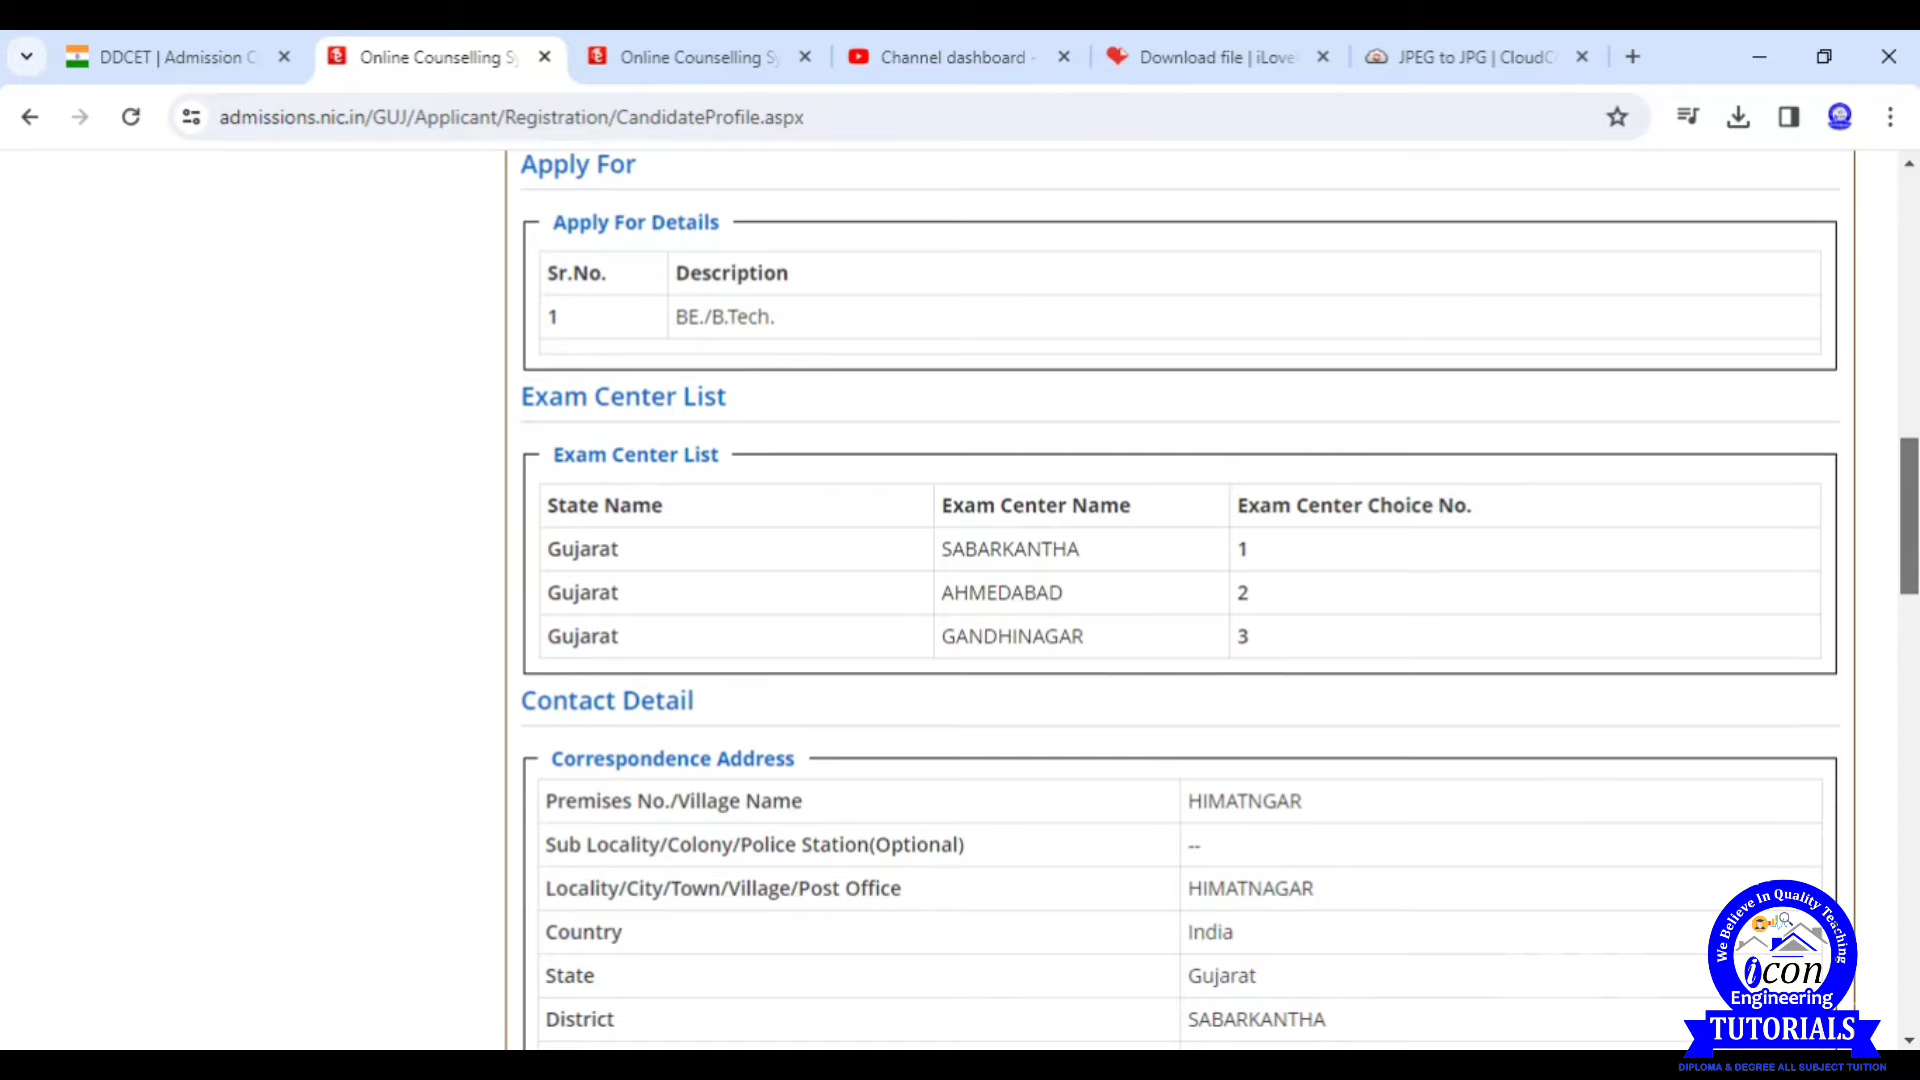 DDCET | Admission C
Online Counselling Sy
Online Counselling Sy
Channel dashboard -
Download file | iLove
JPEG to JPG | CloudC
admissions.nic.in/GUJ/Applicant/Registration/CandidateProfile.aspx
Apply For
Apply For Details
Sr.No. Description
1 BE./B.Tech.
Exam Center List
Exam Center List
State Name Exam Center Name Exam Center Choice No.
Gujarat SABARKANTHA 1
Gujarat AHMEDABAD 2
Gujarat GANDHINAGAR 3
Contact Detail
Correspondence Address
Premises No./Village Name HIMATNGAR
Sub Locality/Colony/Police Station(Optional) --
Locality/City/Town/Village/Post Office HIMATNAGAR
Country India
State Gujarat
District SABARKANTHA
We Believe In Quality Teaching
icon
Engineering
TUTORIALS
DIPLOMA & DEGREE ALL SUBJECT TUITION